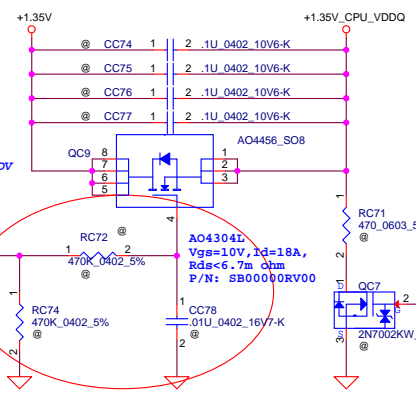 +1.35V
+1.35V_CPU_VDDQ
@ CC74 1 2 .1U_0402_10V6-K
@ CC75 1 2 .1U_0402_10V6-K
@ CC76 1 2 .1U_0402_10V6-K
@ CC77 1 2 .1U_0402_10V6-K
AO4456_SO8
QC9
8
7
6
5
1
2
3
4
0V
@
1
RC71
470_0603_5
2
RC72
1 2
470K_0402_5%
@
AO4304L
Vgs=10V,Id=18A,
Rds<6.7m ohm
P/N: SB00000RV00
1
RC74
470K_0402_5%
@
2
1
CC78
.01U_0402_16V7-K
2
@
1
D
QC7
G
2
S
3
2N7002KW_
@